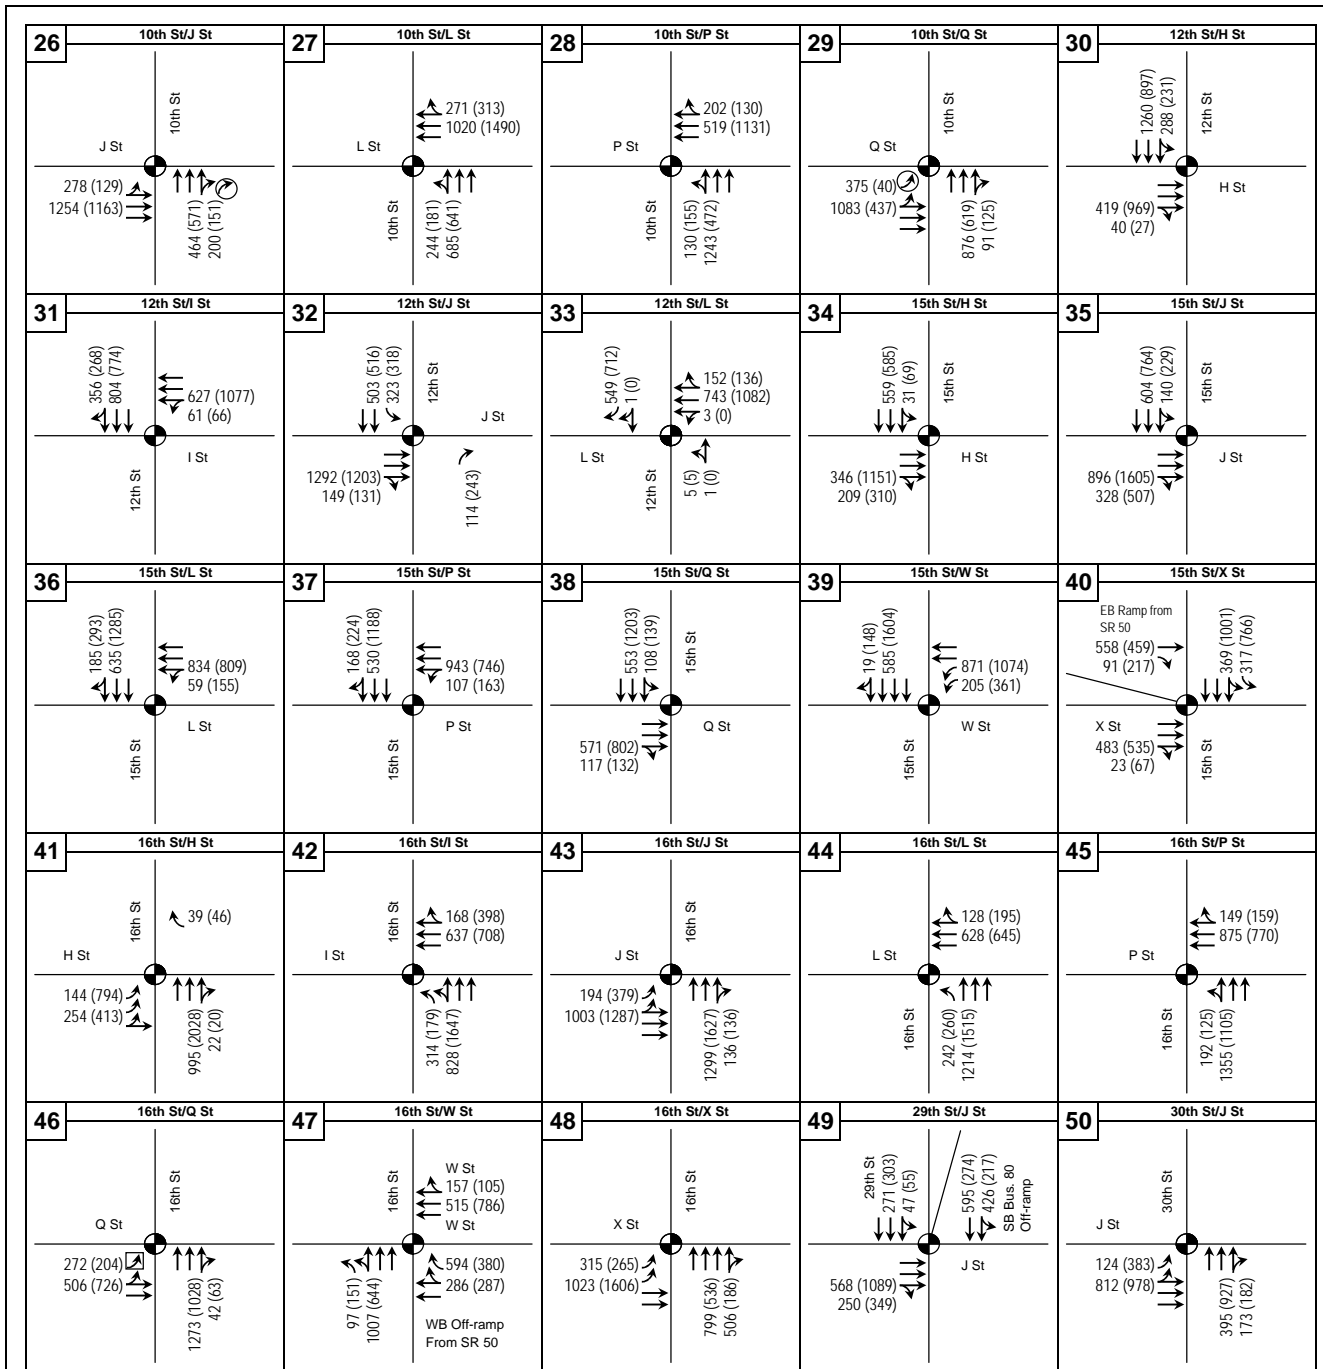 26
10th St/J St
10th St
J St
278 (129)
1254 (1163)
464 (571)
200 (151)
27
10th St/L St
271 (313)
1020 (1490)
L St
10th St
244 (181)
685 (641)
28
10th St/P St
202 (130)
519 (1131)
P St
10th St
130 (155)
1243 (472)
29
10th St/Q St
10th St
Q St
375 (40)
1083 (437)
876 (619)
91 (125)
30
12th St/H St
1260 (897)
288 (231)
12th St
H St
419 (969)
40 (27)
31
12th St/I St
356 (268)
804 (774)
627 (1077)
61 (66)
I St
12th St
32
12th St/J St
503 (516)
323 (318)
12th St
J St
1292 (1203)
149 (131)
114 (243)
33
12th St/L St
549 (712)
1 (0)
152 (136)
743 (1082)
3 (0)
L St
12th St
5 (5)
1 (0)
34
15th St/H St
559 (585)
31 (69)
15th St
H St
346 (1151)
209 (310)
35
15th St/J St
604 (764)
140 (229)
15th St
J St
896 (1605)
328 (507)
36
15th St/L St
185 (293)
635 (1285)
834 (809)
59 (155)
L St
15th St
37
15th St/P St
168 (224)
530 (1188)
943 (746)
107 (163)
P St
15th St
38
15th St/Q St
553 (1203)
108 (139)
15th St
Q St
571 (802)
117 (132)
39
15th St/W St
19 (148)
585 (1604)
871 (1074)
205 (361)
W St
15th St
40
15th St/X St
EB Ramp from
SR 50
558 (459)
91 (217)
369 (1001)
317 (766)
X St
483 (535)
23 (67)
15th St
41
16th St/H St
16th St
39 (46)
H St
144 (794)
254 (413)
995 (2028)
22 (20)
42
16th St/I St
16th St
168 (398)
637 (708)
I St
314 (179)
828 (1647)
43
16th St/J St
16th St
J St
194 (379)
1003 (1287)
1299 (1627)
136 (136)
44
16th St/L St
128 (195)
628 (645)
L St
16th St
242 (260)
1214 (1515)
45
16th St/P St
149 (159)
875 (770)
P St
16th St
192 (125)
1355 (1105)
46
16th St/Q St
16th St
Q St
272 (204)
506 (726)
1273 (1028)
42 (63)
47
16th St/W St
16th St
W St
157 (105)
515 (786)
W St
594 (380)
286 (287)
97 (151)
1007 (644)
WB Off-ramp
From SR 50
48
16th St/X St
16th St
X St
315 (265)
1023 (1606)
799 (536)
506 (186)
49
29th St/J St
29th St
271 (303)
47 (55)
595 (274)
426 (217)
SB Bus. 80
Off-ramp
J St
568 (1089)
250 (349)
50
30th St/J St
30th St
J St
124 (383)
812 (978)
395 (927)
173 (182)